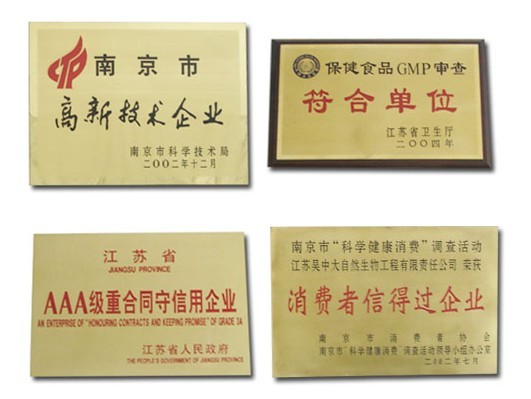 南京市
高新技术企业
南京市科学技术局
二00二年十二月
保健食品GMP审查
符合单位
江苏省卫生厅
二00四年
江苏省
JIANGSU PROVINCE
AAA级重合同守信用企业
AN ENTERPRISE OF "HONOURING CONTRACTS AND KEEPING PROMISE" OF GRADE 3A
江苏省人民政府
THE PEOPLE'S GOVERNMENT OF JIANGSU PROVINCE
南京市"科学健康消费"调查活动
江苏吴中大自然生物工程有限责任公司 荣获
消费者信得过企业
南京市消费者协会
南京市"科学健康消费"调查活动领导小组办公室
二00二年七月